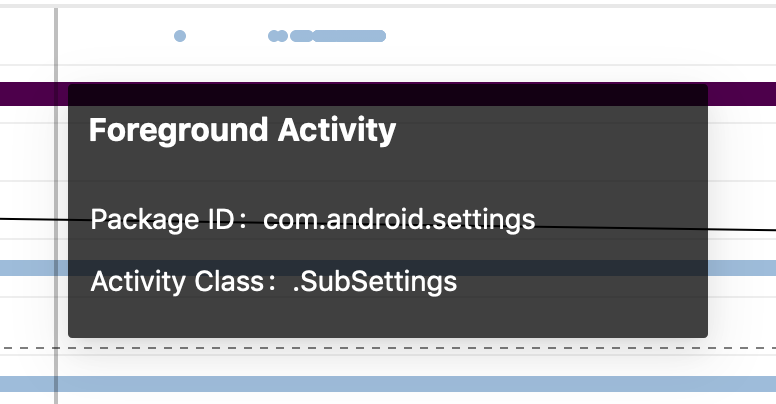 Foreground Activity
Package ID： com.android.settings
Activity Class： .SubSettings